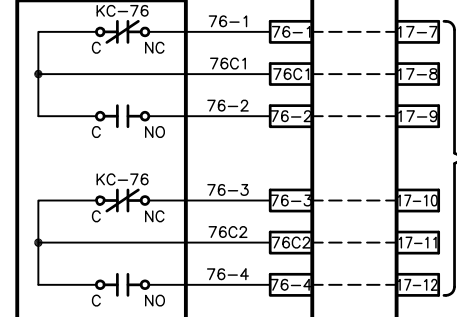 KC-76
C NC 76-1 76-1 17-7
76C1 76C1 17-8
C NO 76-2 76-2 17-9
KC-76
C NC 76-3 76-3 17-10
76C2 76C2 17-11
C NO 76-4 76-4 17-12